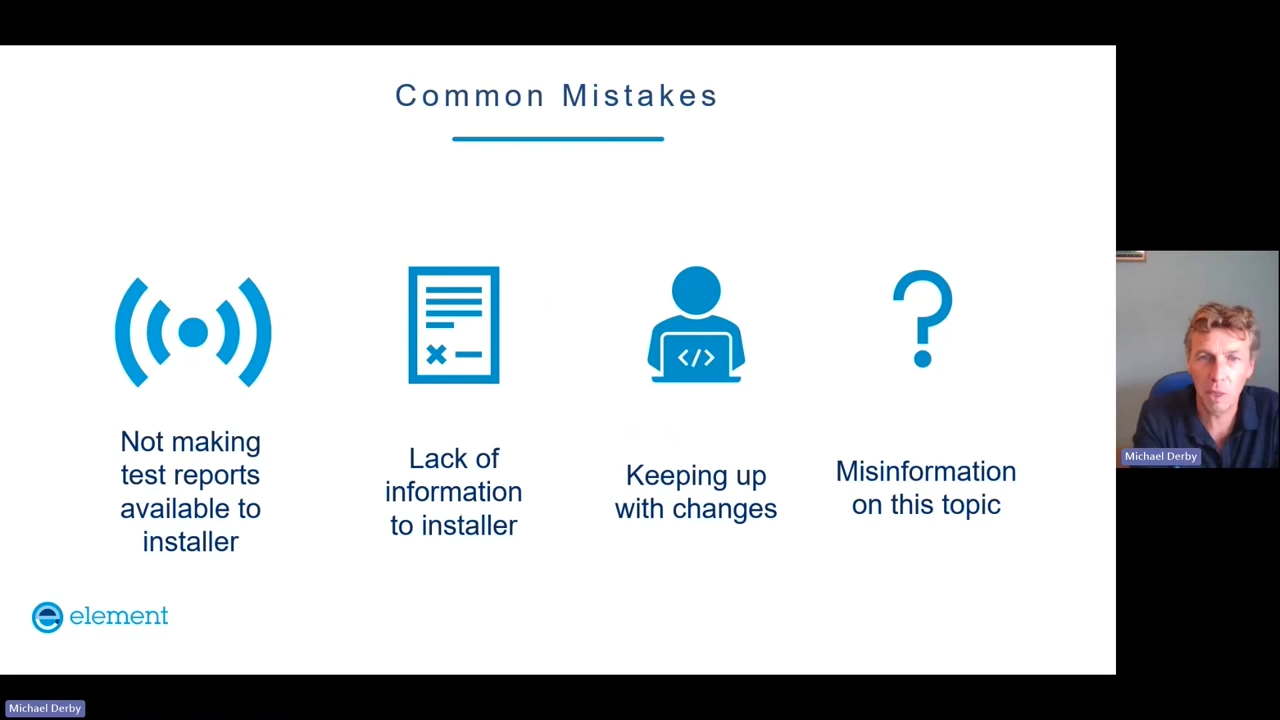 Common Mistakes
</>
Not making
test reports
available to
installer
Lack of
information
to installer
Keeping up
with changes
Misinformation
on this topic
e element
Michael Derby
Michael Derby